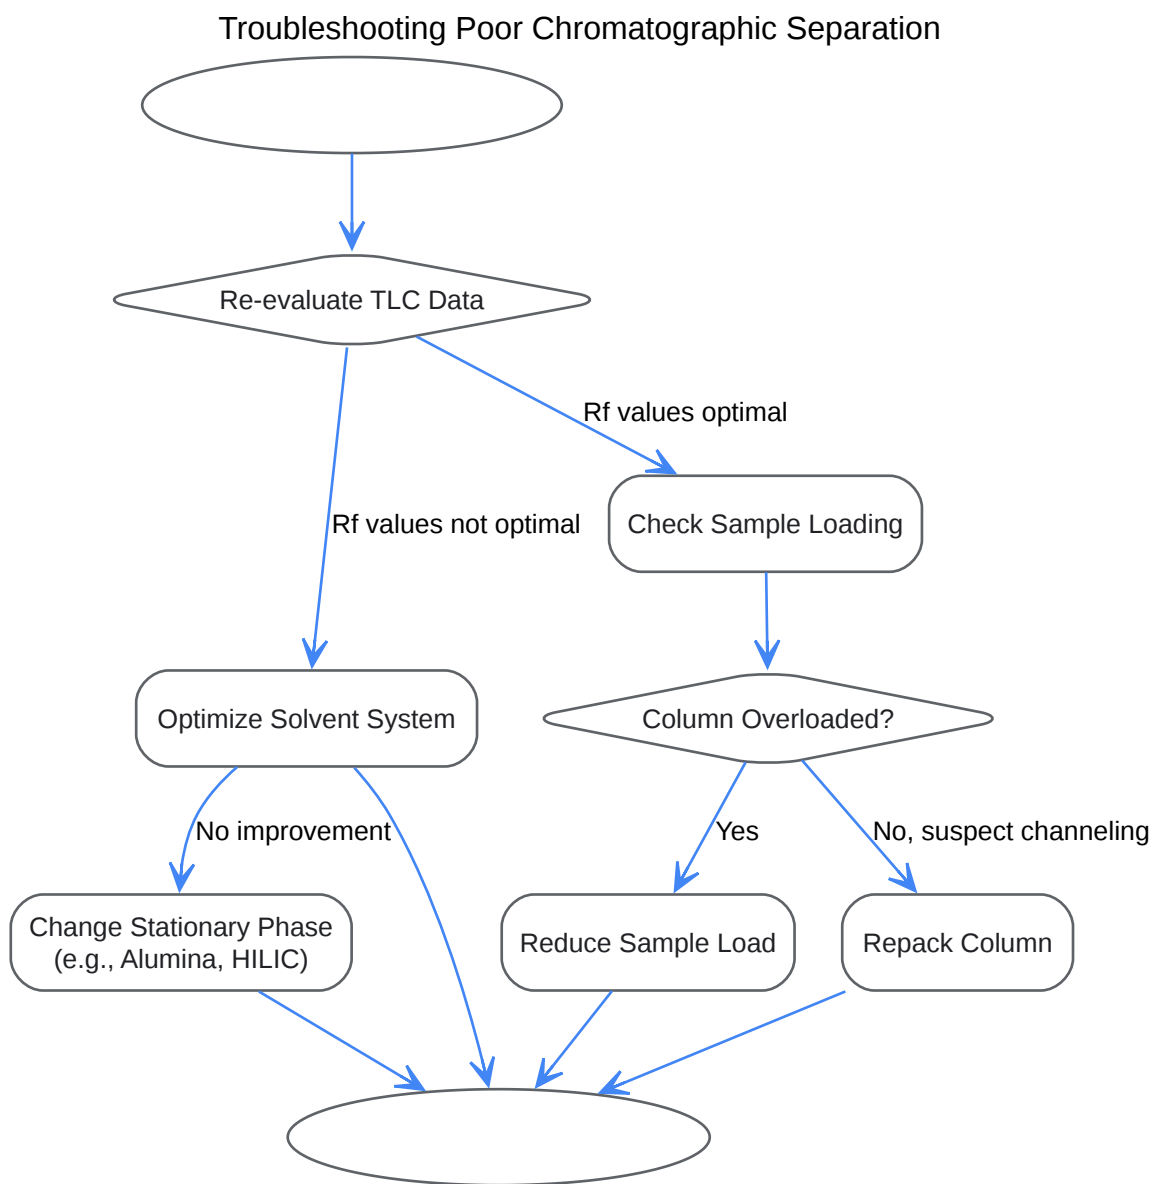 Troubleshooting Poor Chromatographic Separation
Re-evaluate TLC Data
Rf values optimal
Rf values not optimal
Check Sample Loading
Optimize Solvent System
Column Overloaded?
No improvement
Yes
No, suspect channeling
Change Stationary Phase
(e.g., Alumina, HILIC)
Reduce Sample Load
Repack Column